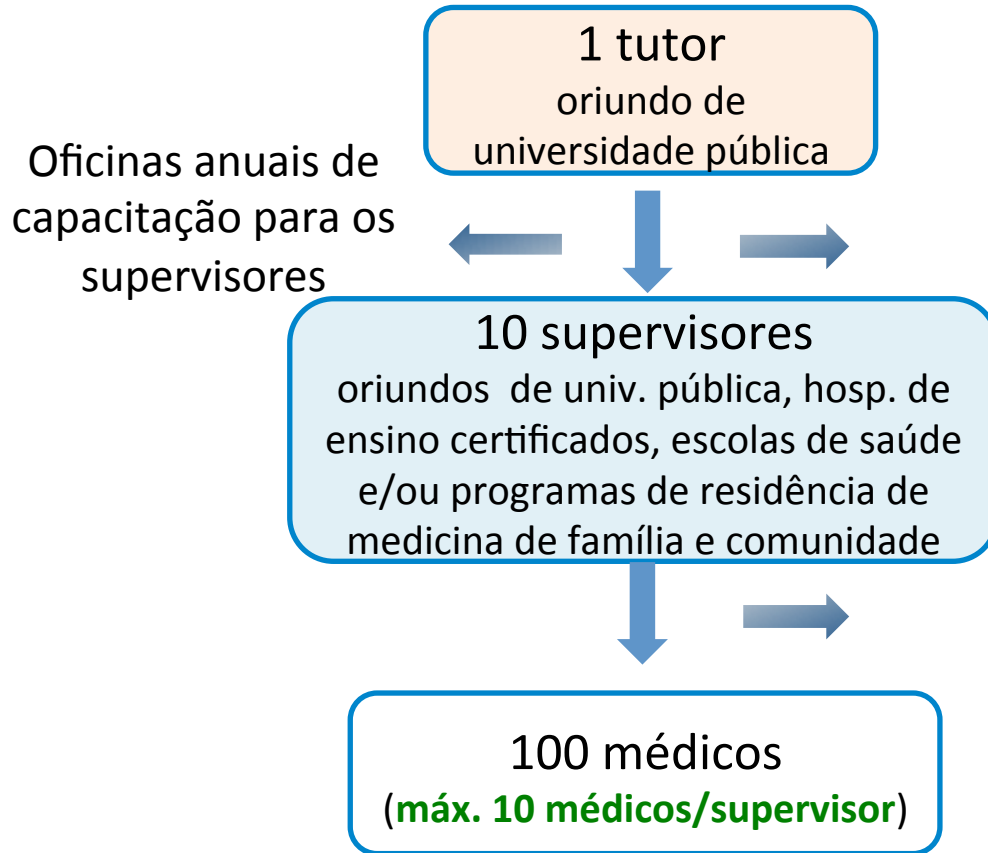 1 tutor
oriundo de
universidade pública
Oficinas anuais de
capacitação para os
supervisores
10 supervisores
oriundos de univ. pública, hosp. de
ensino certificados, escolas de saúde
e/ou programas de residência de
medicina de família e comunidade
100 médicos
(máx. 10 médicos/supervisor)